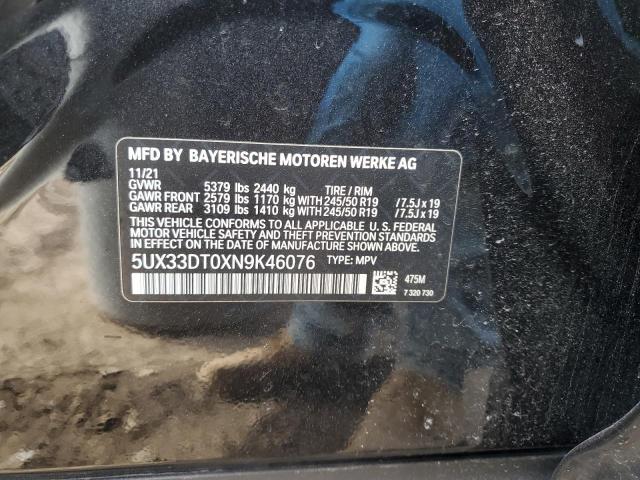 MFD BY BAYERISCHE MOTOREN WERKE AG
11/21
GVWR 5379 lbs 2440 kg TIRE / RIM
GAWR FRONT 2579 lbs 1170 kg WITH 245/50 R19 /7.5J x 19
GAWR REAR 3109 lbs 1410 kg WITH 245/50 R19 /7.5J x 19
THIS VEHICLE CONFORMS TO ALL APPLICABLE U. S. FEDERAL
MOTOR VEHICLE SAFETY AND THEFT PREVENTION STANDARDS
IN EFFECT ON THE DATE OF MANUFACTURE SHOWN ABOVE.
5UX33DT0XN9K46076 TYPE: MPV
475M
7 320 730